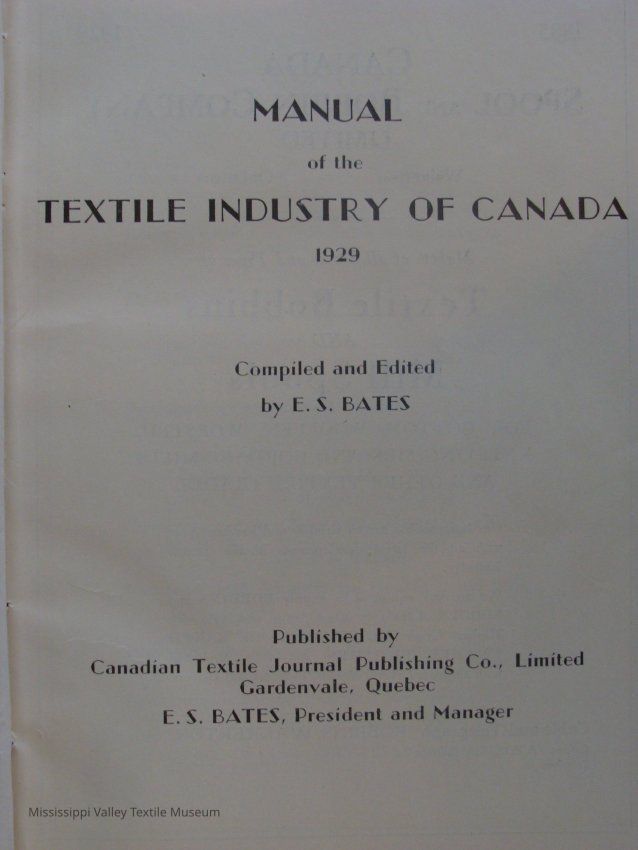 MANUAL
of the
TEXTILE INDUSTRY OF CANADA
1929
Compiled and Edited
by E. S. BATES
Published by
Canadian Textile Journal Publishing Co., Limited
Gardenvale, Quebec
E. S. BATES, President and Manager
Mississippi Valley Textile Museum